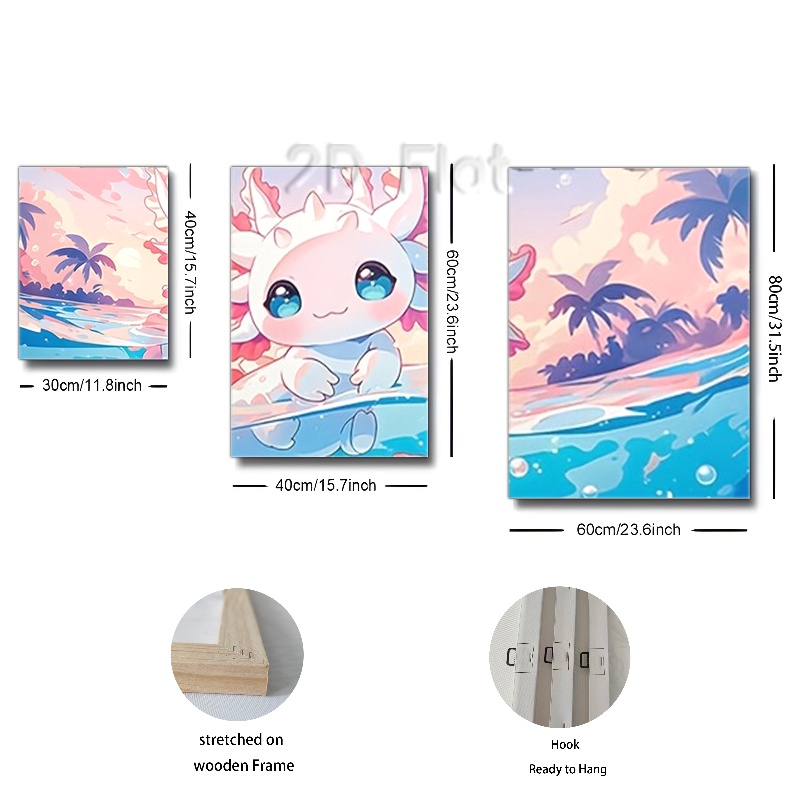 2D Flat
40cm/15.7inch
30cm/11.8inch
60cm/23.6inch
40cm/15.7inch
80cm/31.5inch
60cm/23.6inch
stretched on
wooden Frame
Hook
Ready to Hang